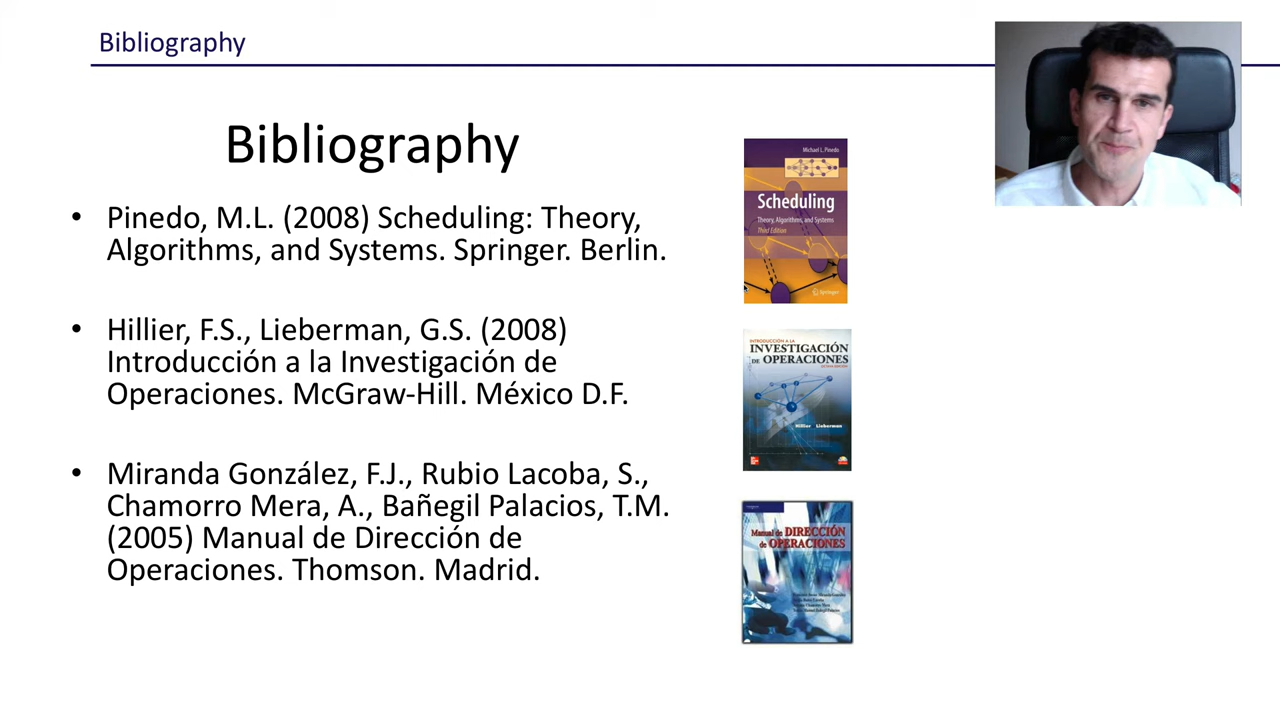 Bibliography
Bibliography
• Pinedo, M.L. (2008) Scheduling: Theory,
Algorithms, and Systems. Springer. Berlin.
• Hillier, F.S., Lieberman, G.S. (2008)
Introducción a la Investigación de
Operaciones. McGraw-Hill. México D.F.
• Miranda González, F.J., Rubio Lacoba, S.,
Chamorro Mera, A., Bañegil Palacios, T.M.
(2005) Manual de Dirección de
Operaciones. Thomson. Madrid.
Michael L. Pinedo
Scheduling
Theory, Algorithms, and Systems
Third Edition
Springer
INTRODUCCIÓN A LA
INVESTIGACIÓN
DE OPERACIONES
Hillier Lieberman
Manual de DIRECCIÓN
de OPERACIONES